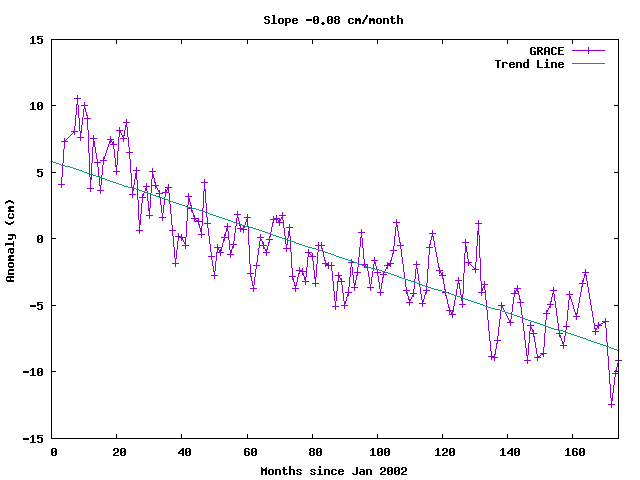 Slope -0.08 cm/month
15
10
5
0
-5
-10
-15
Anomaly (cm)
GRACE
Trend Line
0 20 40 60 80 100 120 140 160
Months since Jan 2002